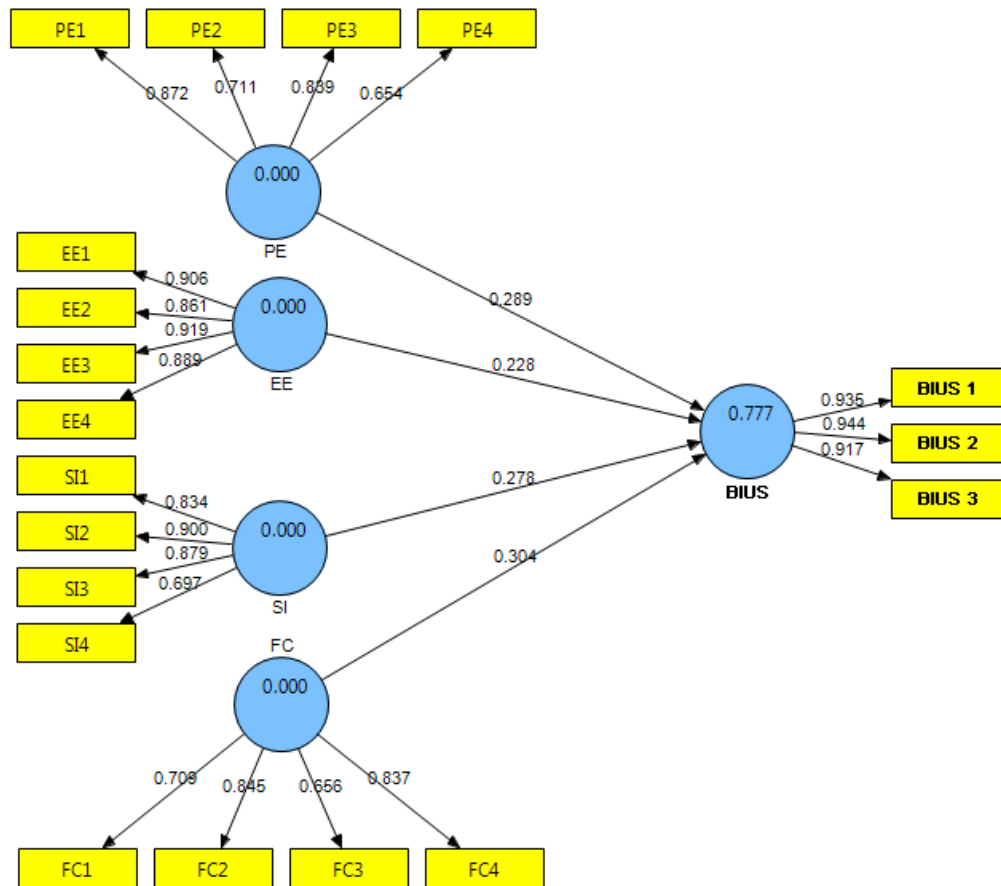 PE1 PE2 PE3 PE4
0.872 0.711 0.839 0.654
0.000
PE
0.289
EE1
EE2
EE3
EE4
0.906
0.861
0.919
0.889
0.000
EE
0.228
SI1
SI2
SI3
SI4
0.834
0.900
0.879
0.697
0.000
SI
0.278
FC
0.000
0.304
0.709 0.845 0.656 0.837
FC1 FC2 FC3 FC4
0.777
BIUS
0.935
0.944
0.917
BIUS 1
BIUS 2
BIUS 3